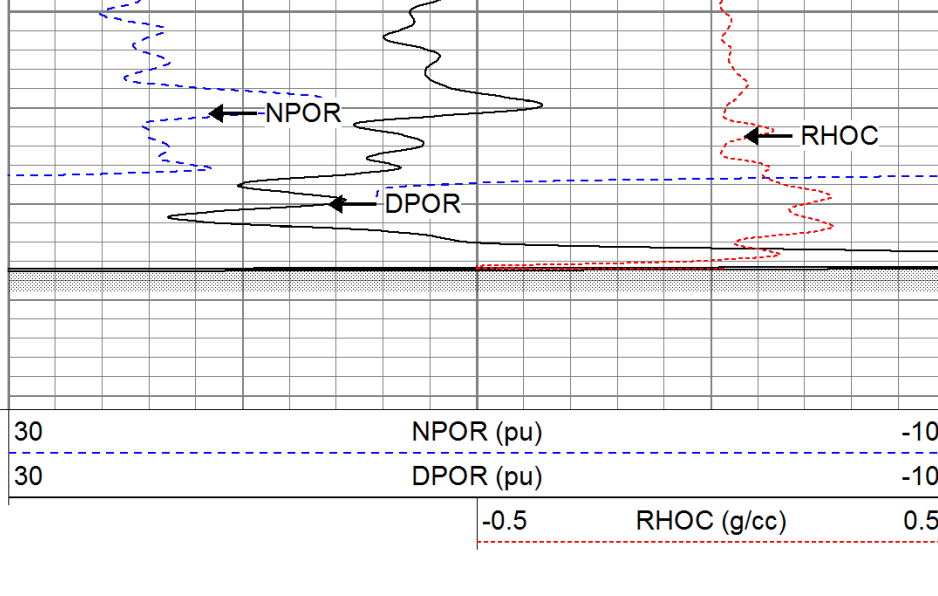 NPOR
RHOC
DPOR
30 NPOR (pu) -10
30 DPOR (pu) -10
-0.5 RHOC (g/cc) 0.5